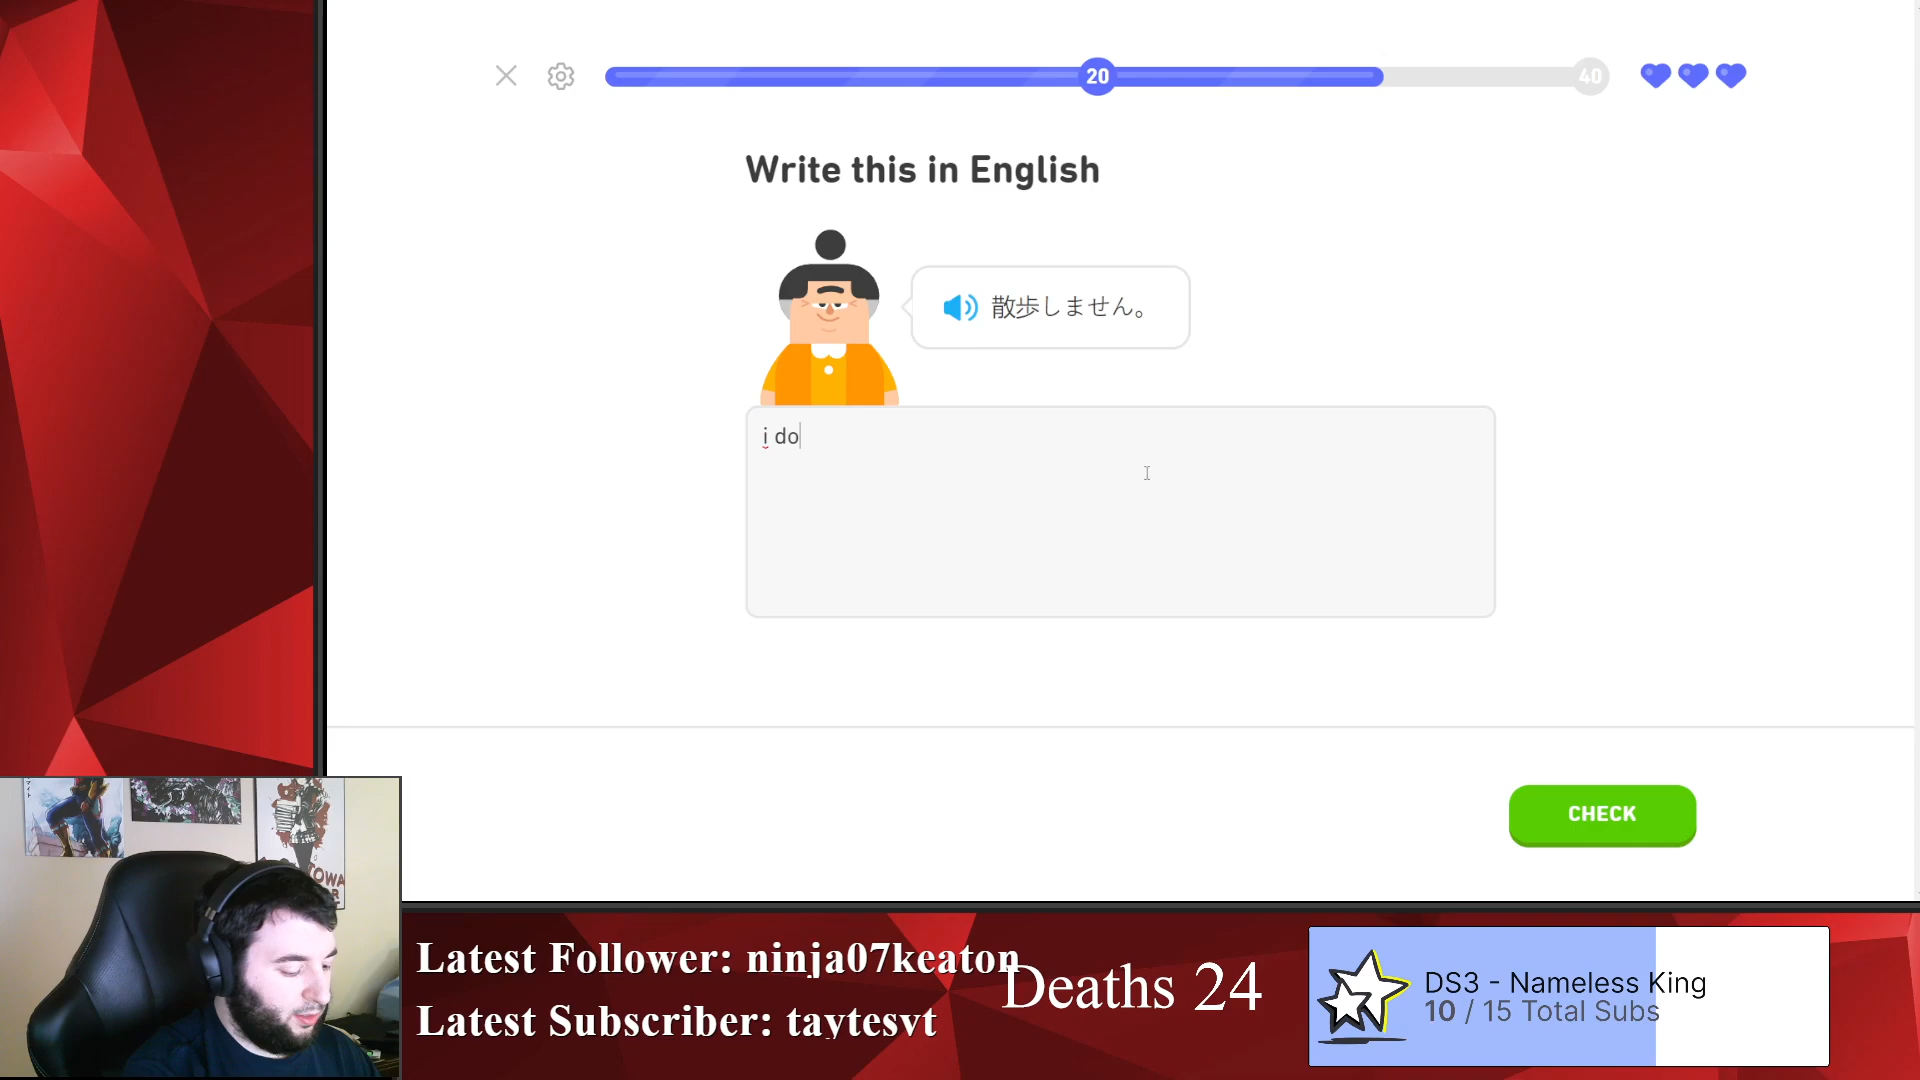 20
40
Write this in English
散歩しません。
i do
CHECK
Latest Follower: ninja07keaton
Latest Subscriber: taytesvt
Deaths 24
DS3 - Nameless King
10 / 15 Total Subs